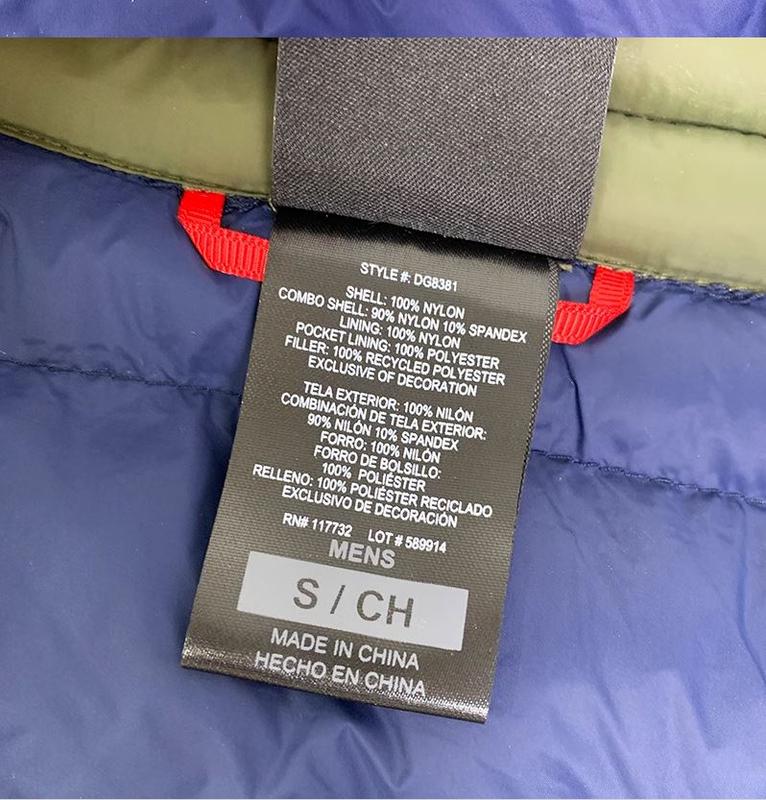 STYLE #: DG8381
SHELL: 100% NYLON
COMBO SHELL: 90% NYLON 10% SPANDEX
LINING: 100% NYLON
POCKET LINING: 100% POLYESTER
FILLER: 100% RECYCLED POLYESTER
EXCLUSIVE OF DECORATION
TELA EXTERIOR: 100% NILÓN
COMBINACIÓN DE TELA EXTERIOR:
90% NILÓN 10% SPANDEX
FORRO: 100% NILÓN
FORRO DE BOLSILLO:
100% POLIÉSTER
RELLENO: 100% POLIÉSTER RECICLADO
EXCLUSIVO DE DECORACIÓN
RN# 117732 LOT # 589914
MENS
S / CH
MADE IN CHINA
HECHO EN CHINA